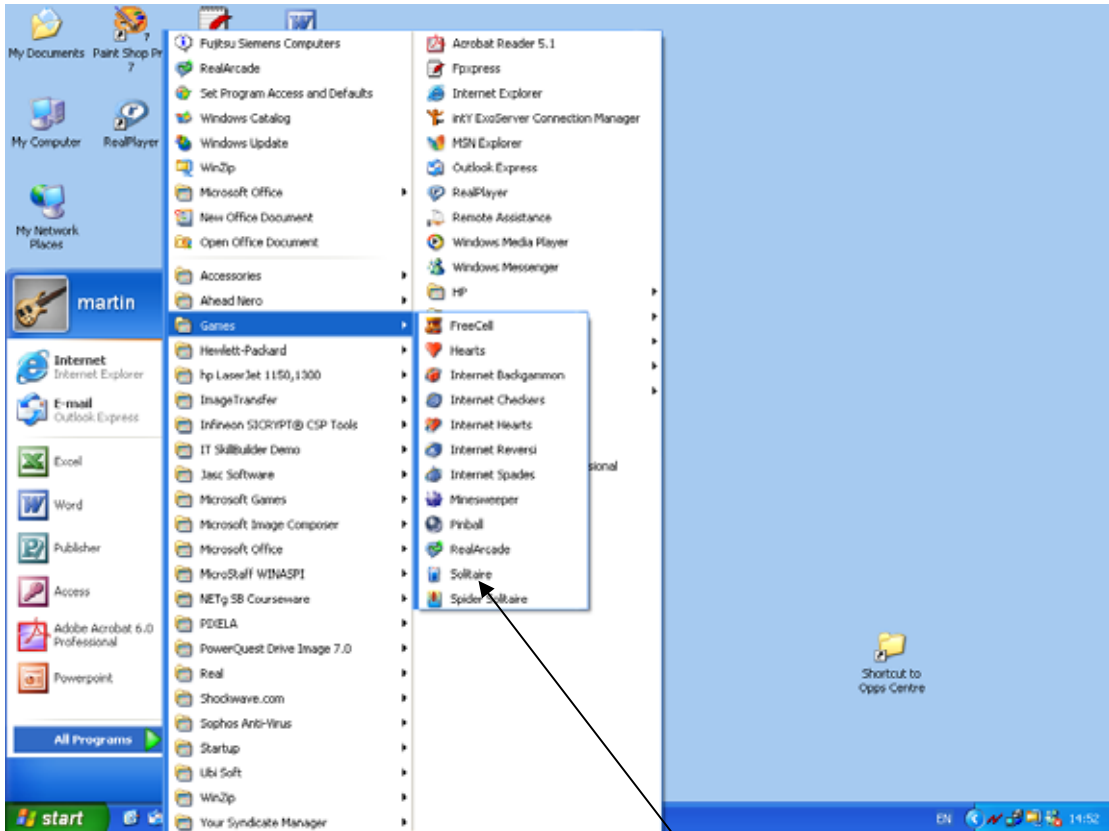 My Documents
Paint Shop Pr
7
My Computer
RealPlayer
My Network
Places
martin
Internet
Internet Explorer
E-mail
Outlook Express
Excel
Word
Publisher
Access
Adobe Acrobat 6.0
Professional
Powerpoint
All Programs
start
Fujitsu Siemens Computers
RealArcade
Set Program Access and Defaults
Windows Catalog
Windows Update
WinZip
Microsoft Office
New Office Document
Open Office Document
Accessories
Ahead Nero
Games
Hewlett-Packard
hp LaserJet 1150,1300
ImageTransfer
Infineon SICRYPT® CSP Tools
IT SkillBuilder Demo
Jasc Software
Microsoft Games
Microsoft Image Composer
Microsoft Office
MicroStaff WINASPI
NETg SB Courseware
PIXELA
PowerQuest Drive Image 7.0
Real
Shockwave.com
Sophos Anti-Virus
Startup
Ubi Soft
WinZip
Your Syndicate Manager
Acrobat Reader 5.1
Fpxpress
Internet Explorer
intY ExoServer Connection Manager
MSN Explorer
Outlook Express
RealPlayer
Remote Assistance
Windows Media Player
Windows Messenger
HP
FreeCell
Hearts
Internet Backgammon
Internet Checkers
Internet Hearts
Internet Reversi
Internet Spades
Minesweeper
Pinball
RealArcade
Solitaire
Spider Solitaire
sional
Shortcut to
Opps Centre
EN
14:52